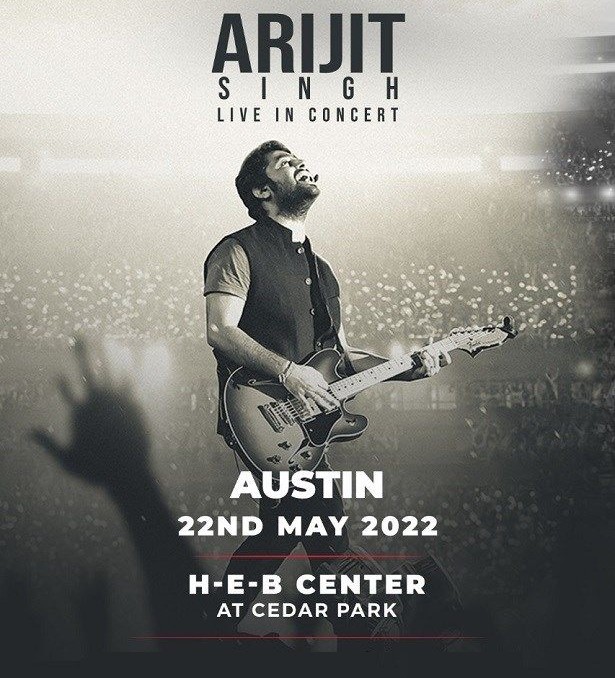 ARIJIT
SINGH
LIVE IN CONCERT
AUSTIN
22ND MAY 2022
H-E-B CENTER
AT CEDAR PARK